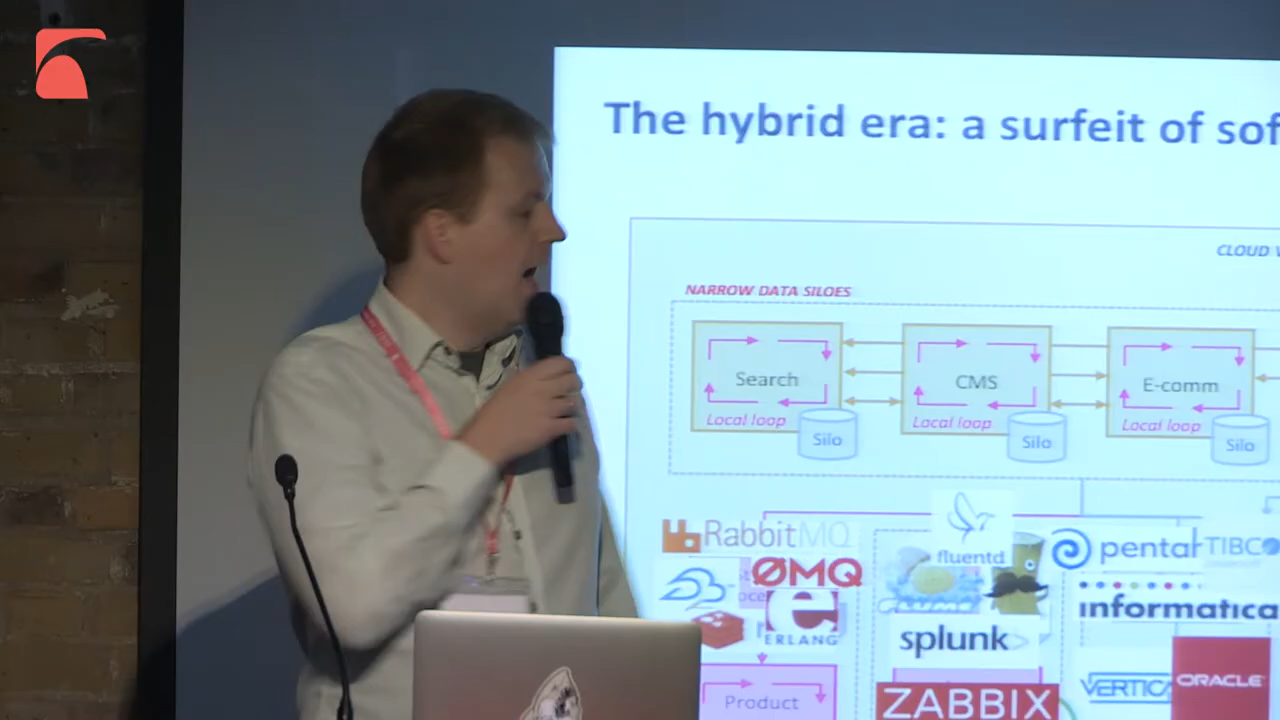 The hybrid era: a surfeit of sof
CLOUD V
NARROW DATA SILOES
Search
CMS
E-comm
Local loop
Local loop
Local loop
Silo
Silo
Silo
RabbitMQ
fluentd
pentah
TIBCO
ØMQ
informatica
ERLANG
splunk>
VERTICA
ORACLE
Product
ZABBIX